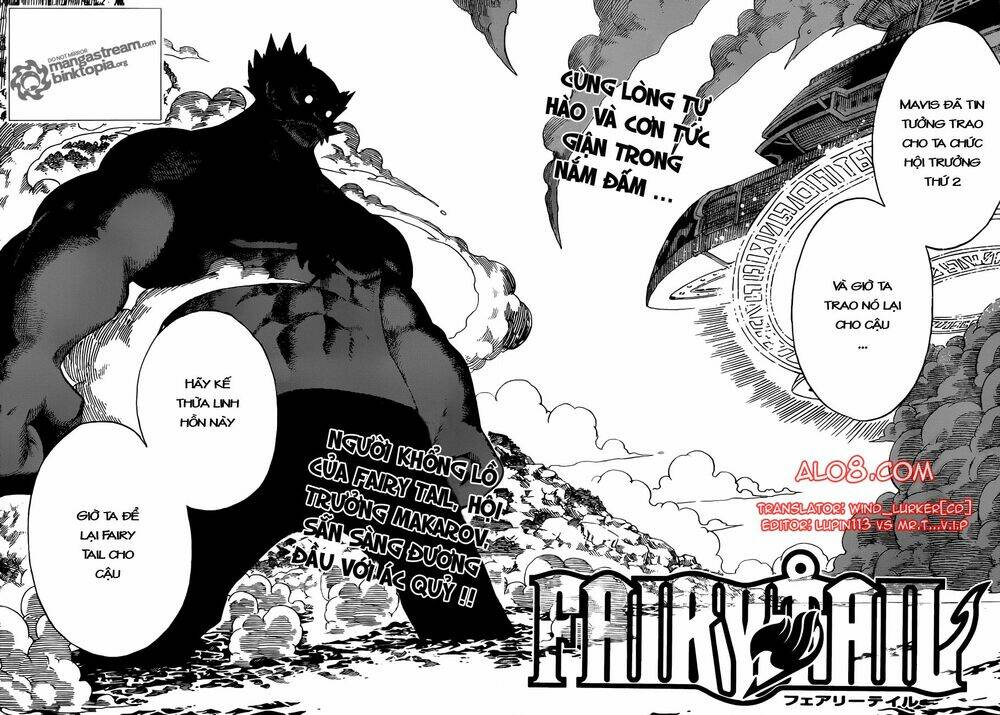 DO NOT MIRROR
mangastream.com
binktopia.org
MAVIS ĐÃ TIN
TƯỞNG TRAO
CHO TA CHỨC
HỘI TRƯỞNG
THỨ 2
VÀ GIỜ TA
TRAO NÓ LẠI
CHO CẬU
...
CÙNG LÒNG TỰ
HÀO VÀ CƠN TỨC
GIẬN TRONG
NẮM ĐẤM ...
HÃY KẾ
THỪA LINH
HỒN NÀY
GIỜ TA ĐỂ
LẠI FAIRY
TAIL CHO
CẬU
NGƯỜI KHỔNG LỒ
CỦA FAIRY TAIL, HỘI
TRƯỞNG MAKAROV,
SẴN SÀNG ĐƯƠNG
ĐẦU VỚI ÁC QUỶ !!
ALO8.COM
TRANSLATOR: WIND_LURKER[CD]
EDITOR: LUPIN113 VS MR.T...V.I.P
FAIRY TAIL
フェアリーテイル